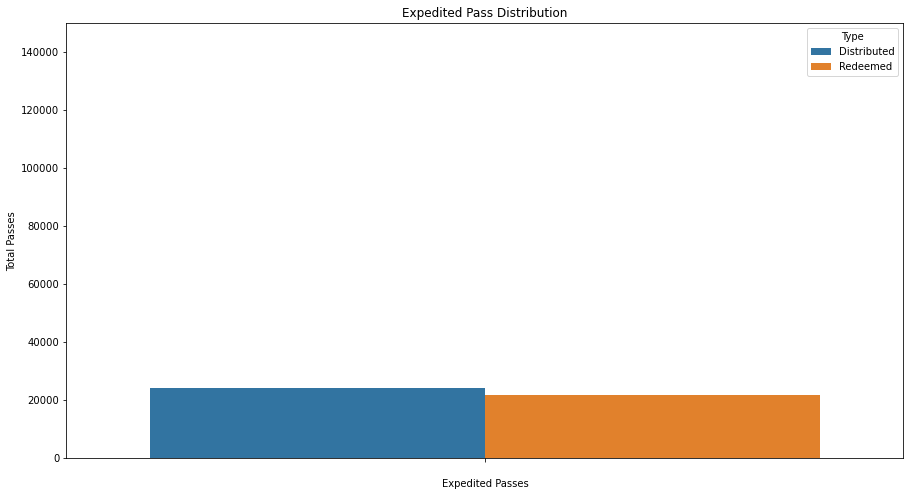 Expedited Pass Distribution
Type
Distributed
Redeemed
140000
120000
100000
80000
60000
40000
20000
0
Total Passes
Expedited Passes